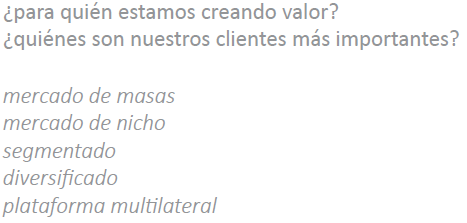 ¿para quién estamos creando valor?
¿quiénes son nuestros clientes más importantes?
mercado de masas
mercado de nicho
segmentado
diversificado
plataforma multilateral